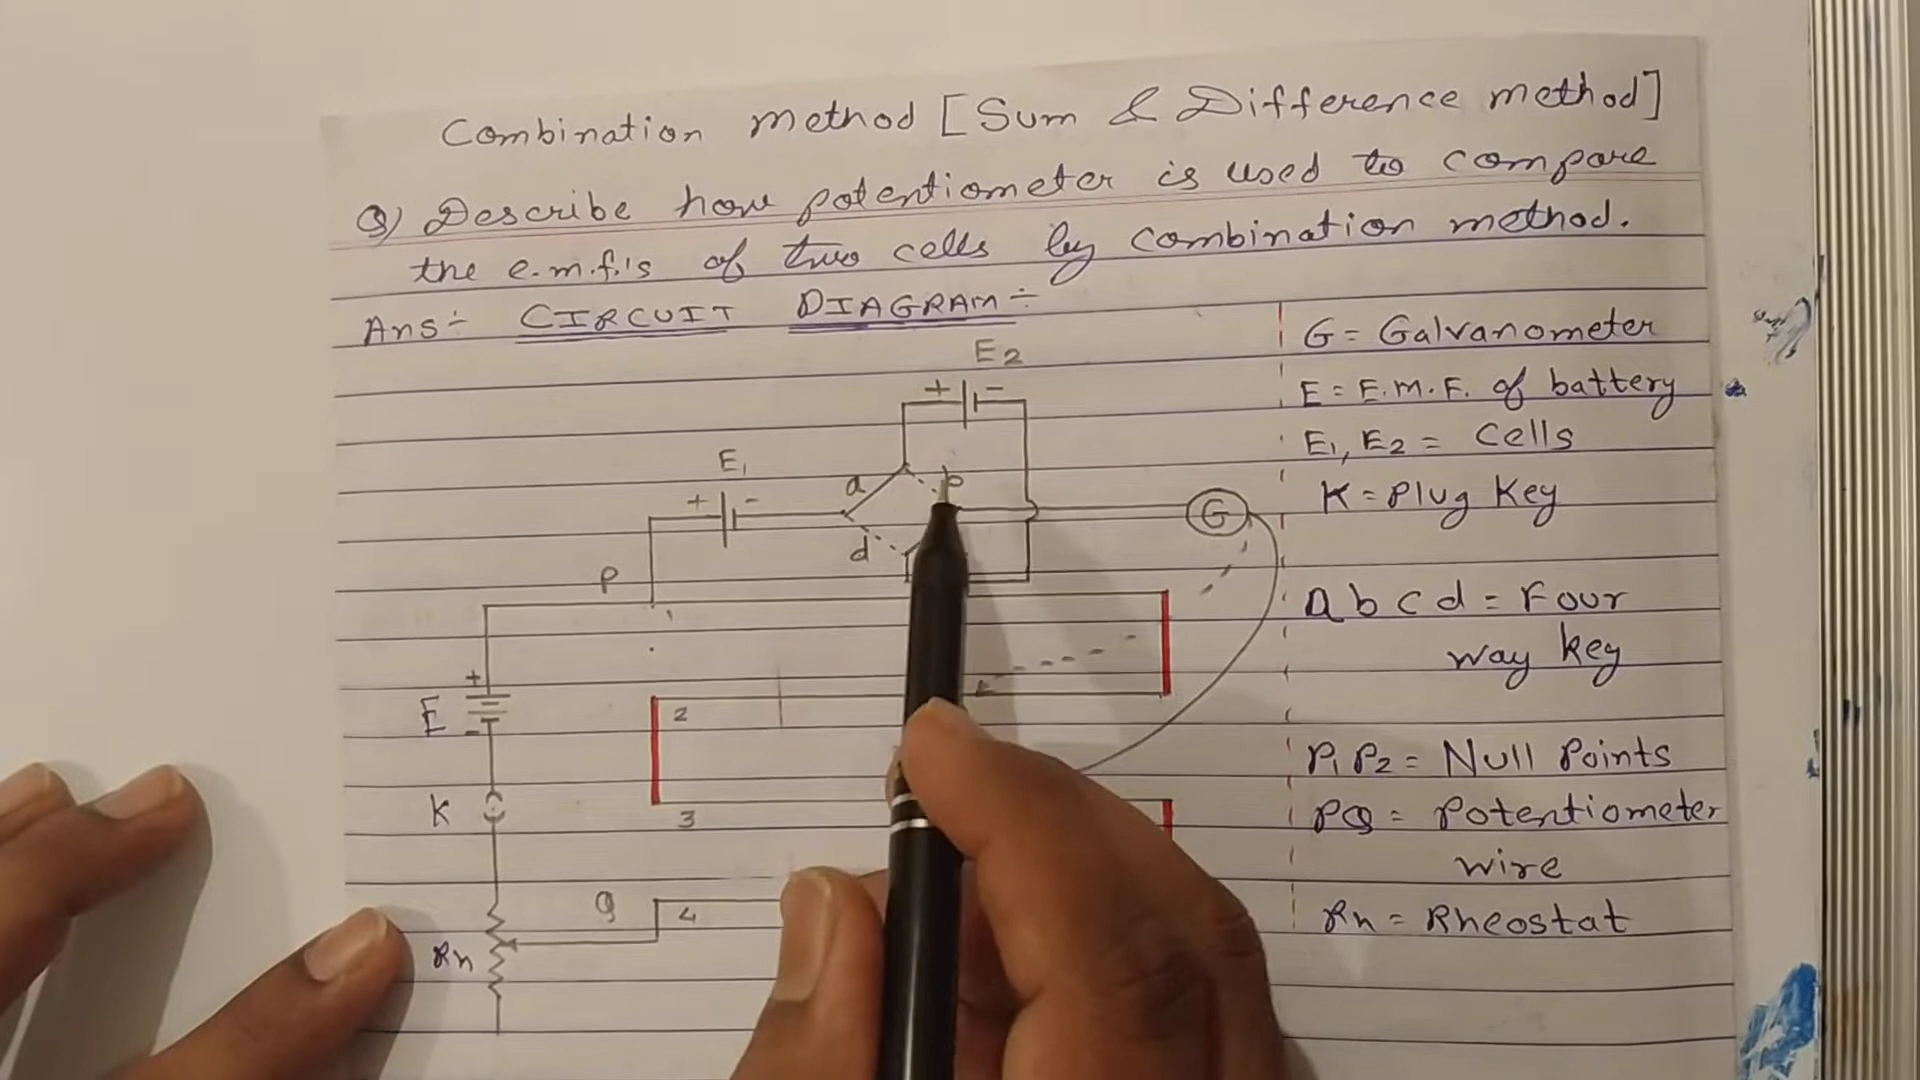 Combination method [Sum & Difference method]
Q) Describe how potentiometer is used to compare
the e.m.f.'s of two cells by combination method.
Ans ÷ CIRCUIT DIAGRAM ÷
E2
+ -
E1
+ -
a
b
d
G
P
+
E
-
2
K
3
Q
4
Rh
G = Galvanometer
E = E.M.F. of battery
E1, E2 = Cells
K = Plug Key
a b c d = Four
way key
P1 P2 = Null Points
PQ = Potentiometer
wire
Rh = Rheostat